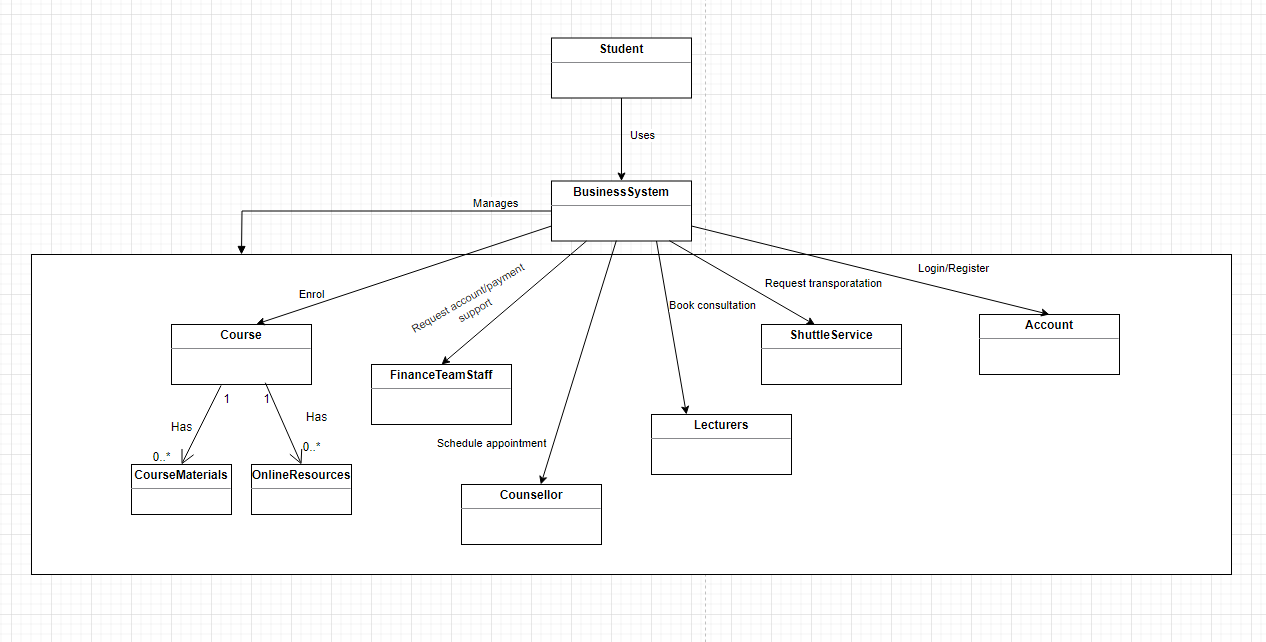 Student
Uses
BusinessSystem
Manages
Login/Register
Request account/payment
support
Request transporatation
Enrol
Book consultation
Course
ShuttleService
Account
FinanceTeamStaff
1
1
Has
Has
Lecturers
Schedule appointment
0..*
0..*
CourseMaterials
OnlineResources
Counsellor